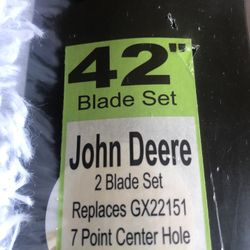 42"
Blade Set
John Deere
2 Blade Set
Replaces GX22151
7 Point Center Hole